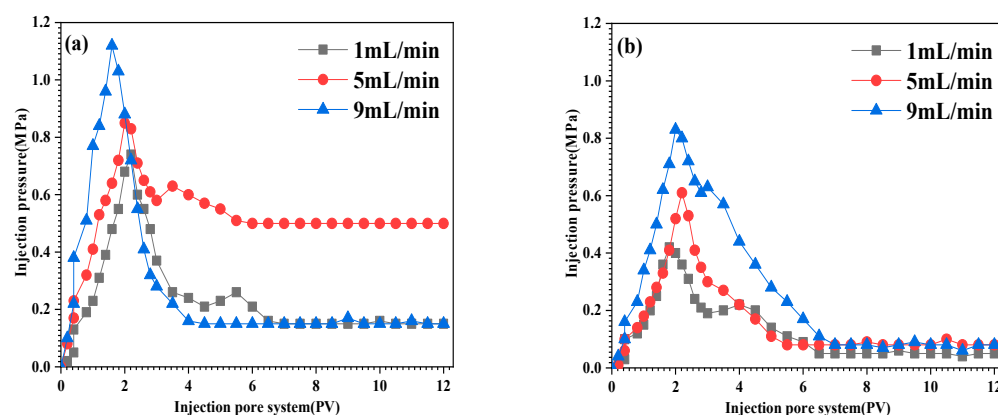 (a)
1mL/min
5mL/min
9mL/min
Injection pressure(MPa)
1.2
1.0
0.8
0.6
0.4
0.2
0.0
0 2 4 6 8 10 12
Injection pore system(PV)
(b)
1mL/min
5mL/min
9mL/min
Injection pressure(MPa)
1.2
1.0
0.8
0.6
0.4
0.2
0.0
0 2 4 6 8 10 12
Injection pore system(PV)